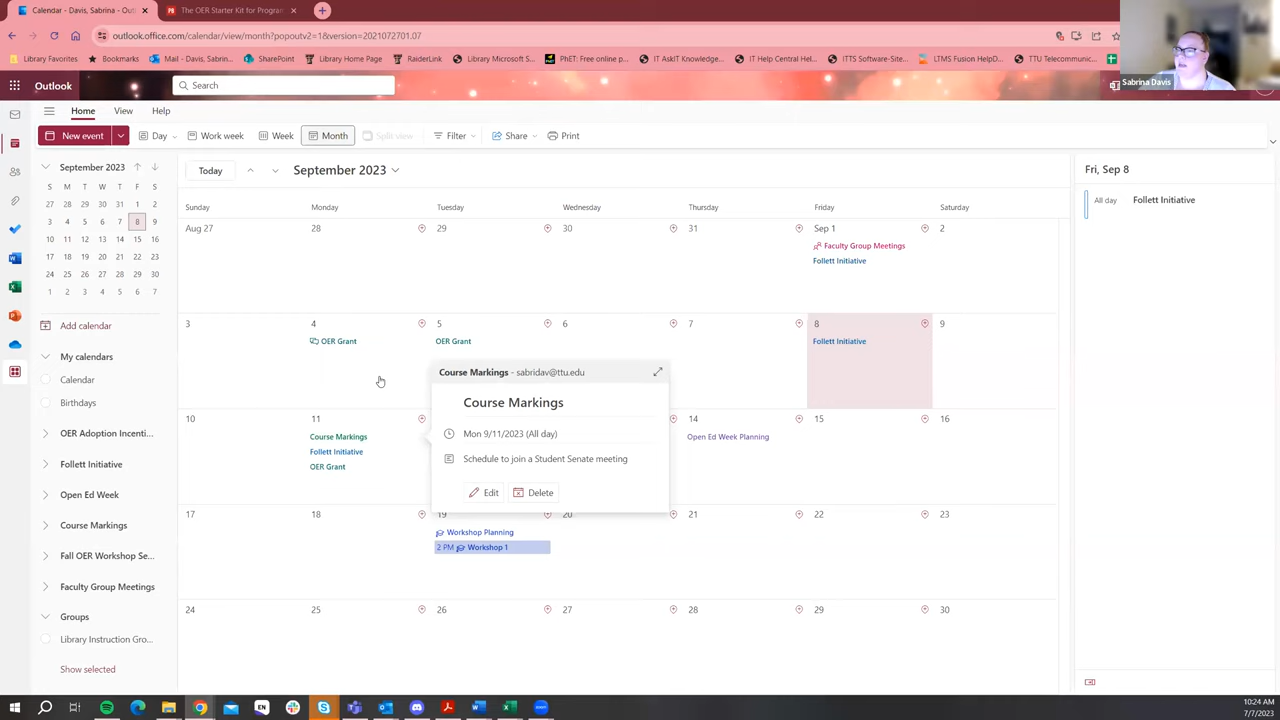 Calendar - Davis, Sabrina - Out
The OER Starter Kit for Program
outlook.office.com/calendar/view/month?popoutv2=1&version=2021072701.07
Library Favorites
Bookmarks
Mail - Davis, Sabrin...
SharePoint
Library Home Page
RaiderLink
Library Microsoft S...
PhET: Free online p...
IT AskIT Knowledge...
IT Help Central Hel...
ITTS Software-Site...
LTMS Fusion HelpD...
TTU Telecommunic...
Sabrina Davis
Outlook
Search
Home View Help
New event
Day
Work week
Week
Month
Split view
Filter
Share
Print
September 2023
S M T W T F S
27 28 29 30 31 1 2
3 4 5 6 7 8 9
10 11 12 13 14 15 16
17 18 19 20 21 22 23
24 25 26 27 28 29 30
1 2 3 4 5 6 7
Add calendar
My calendars
Calendar
Birthdays
OER Adoption Incenti...
Follett Initiative
Open Ed Week
Course Markings
Fall OER Workshop Se...
Faculty Group Meetings
Groups
Library Instruction Gro...
Show selected
Today
September 2023
Sunday Monday Tuesday Wednesday Thursday Friday Saturday
Aug 27 28 29 30 31 Sep 1 2
Faculty Group Meetings
Follett Initiative
3 4 5 6 7 8 9
OER Grant OER Grant Follett Initiative
10 11 14 15 16
Course Markings Open Ed Week Planning
Follett Initiative
OER Grant
Course Markings - sabridav@ttu.edu
Course Markings
Mon 9/11/2023 (All day)
Schedule to join a Student Senate meeting
Edit Delete
17 18 19 20 21 22 23
Workshop Planning
2 PM Workshop 1
24 25 26 27 28 29 30
Fri, Sep 8
All day Follett Initiative
EN
10:24 AM
7/7/2023